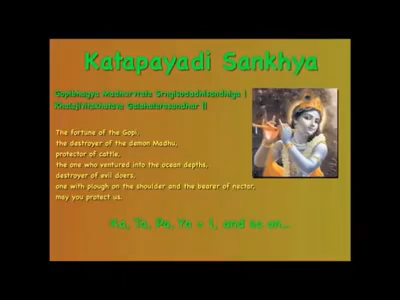 Katapayadi Sankhya
Gopibhagya Madhuvrata Srngisodadhisandhiga |
Khalajivitakhatava Galahalarasandhar ||
The fortune of the Gopi,
the destroyer of the demon Madhu,
protector of cattle,
the one who ventured into the ocean depths,
destroyer of evil doers,
one with plough on the shoulder and the bearer of nectar,
may you protect us.
Ka, Ta, Pa, Ya = 1, and so on...